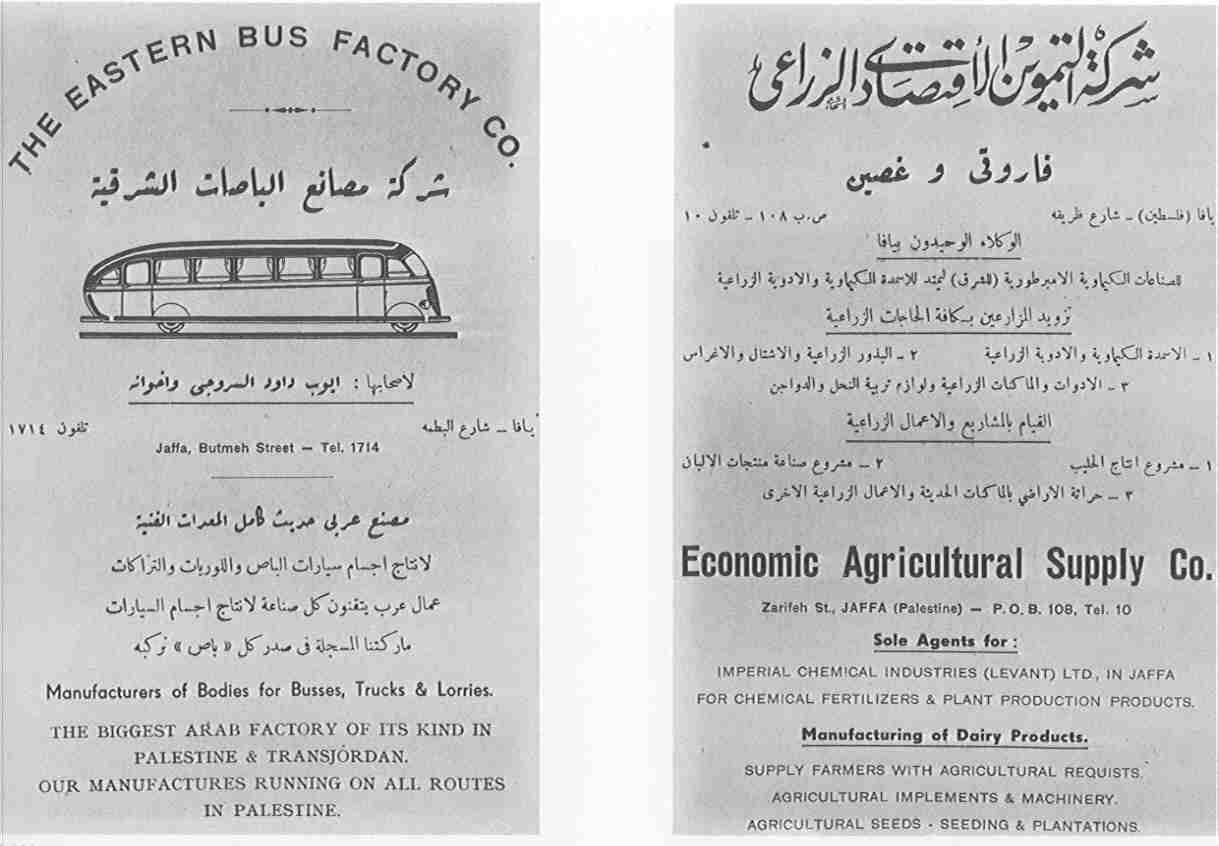 THE EASTERN BUS FACTORY CO.
شركة مصانع الباصات الشرقية
لاصحابها : ايوب داود السروجي واخوانه
يافا – شارع البطمه تلفون ١٧١٤
Jaffa, Butmeh Street — Tel. 1714
مصنع عربي حديث كامل المعدات الفنية
لانتاج اجسام سيارات الباص واللوريات والتراكات
عمال عرب يتقنون كل صناعة لانتاج اجسام السيارات
ماركتنا المسجلة في صدر كل « باص » نركبه
Manufacturers of Bodies for Busses, Trucks & Lorries.
THE BIGGEST ARAB FACTORY OF ITS KIND IN
PALESTINE & TRANSJORDAN.
OUR MANUFACTURES RUNNING ON ALL ROUTES
IN PALESTINE.
شركة التموين الاقتصادي الزراعي
فاروقي و غصين
يافا (فلسطين) – شارع ظريفه ص.ب ١٠٨ – تلفون ١٠
الوكلاء الوحيدون بيافا
للصناعات الكيماوية الامبرطورية (للشرق) ليمتد للاسمدة الكيماوية والادوية الزراعية
تزويد المزارعين بكافة الحاجات الزراعية
١ – الاسمدة الكيماوية والادوية الزراعية ٢ – البذور الزراعية والاشتال والاغراس
٣ – الادوات والماكنات الزراعية ولوازم تربية النحل والدواجن
القيام بالمشاريع والاعمال الزراعية
١ – مشروع انتاج الحليب ٢ – مشروع صناعة منتجات الالبان
٣ – حراثة الاراضي بالماكنات الحديثة والاعمال الزراعية الاخرى
Economic Agricultural Supply Co.
Zarifeh St., JAFFA (Palestine) — P. O. B. 108, Tel. 10
Sole Agents for :
IMPERIAL CHEMICAL INDUSTRIES (LEVANT) LTD., IN JAFFA
FOR CHEMICAL FERTILIZERS & PLANT PRODUCTION PRODUCTS.
Manufacturing of Dairy Products.
SUPPLY FARMERS WITH AGRICULTURAL REQUISTS.
AGRICULTURAL IMPLEMENTS & MACHINERY.
AGRICULTURAL SEEDS - SEEDING & PLANTATIONS.